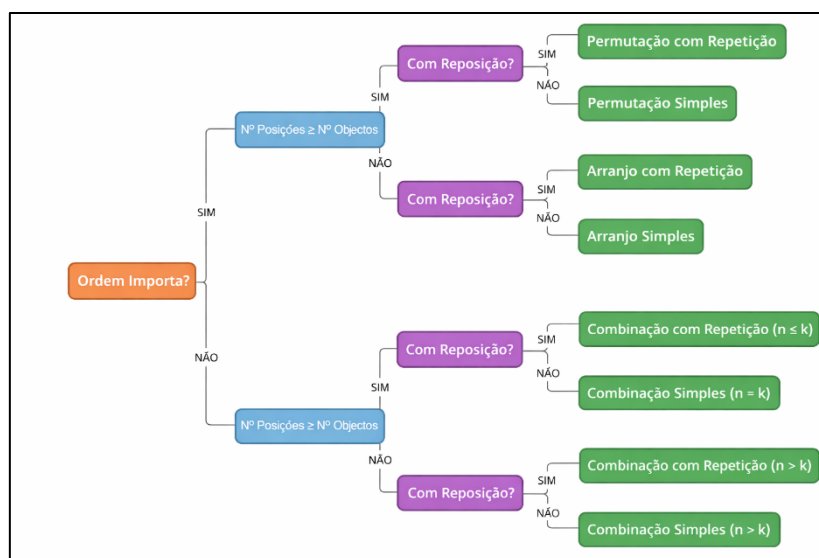 Permutação com Repetição
SIM
Com Reposição?
NÃO
SIM
Permutação Simples
Nº Posições ≥ Nº Objectos
Arranjo com Repetição
NÃO
SIM
Com Reposição?
SIM
NÃO
Arranjo Simples
Ordem Importa?
Combinação com Repetição (n ≤ k)
SIM
Com Reposição?
NÃO
NÃO
SIM
Combinação Simples (n = k)
Nº Posições ≥ Nº Objectos
NÃO
Combinação com Repetição (n > k)
SIM
Com Reposição?
NÃO
Combinação Simples (n > k)